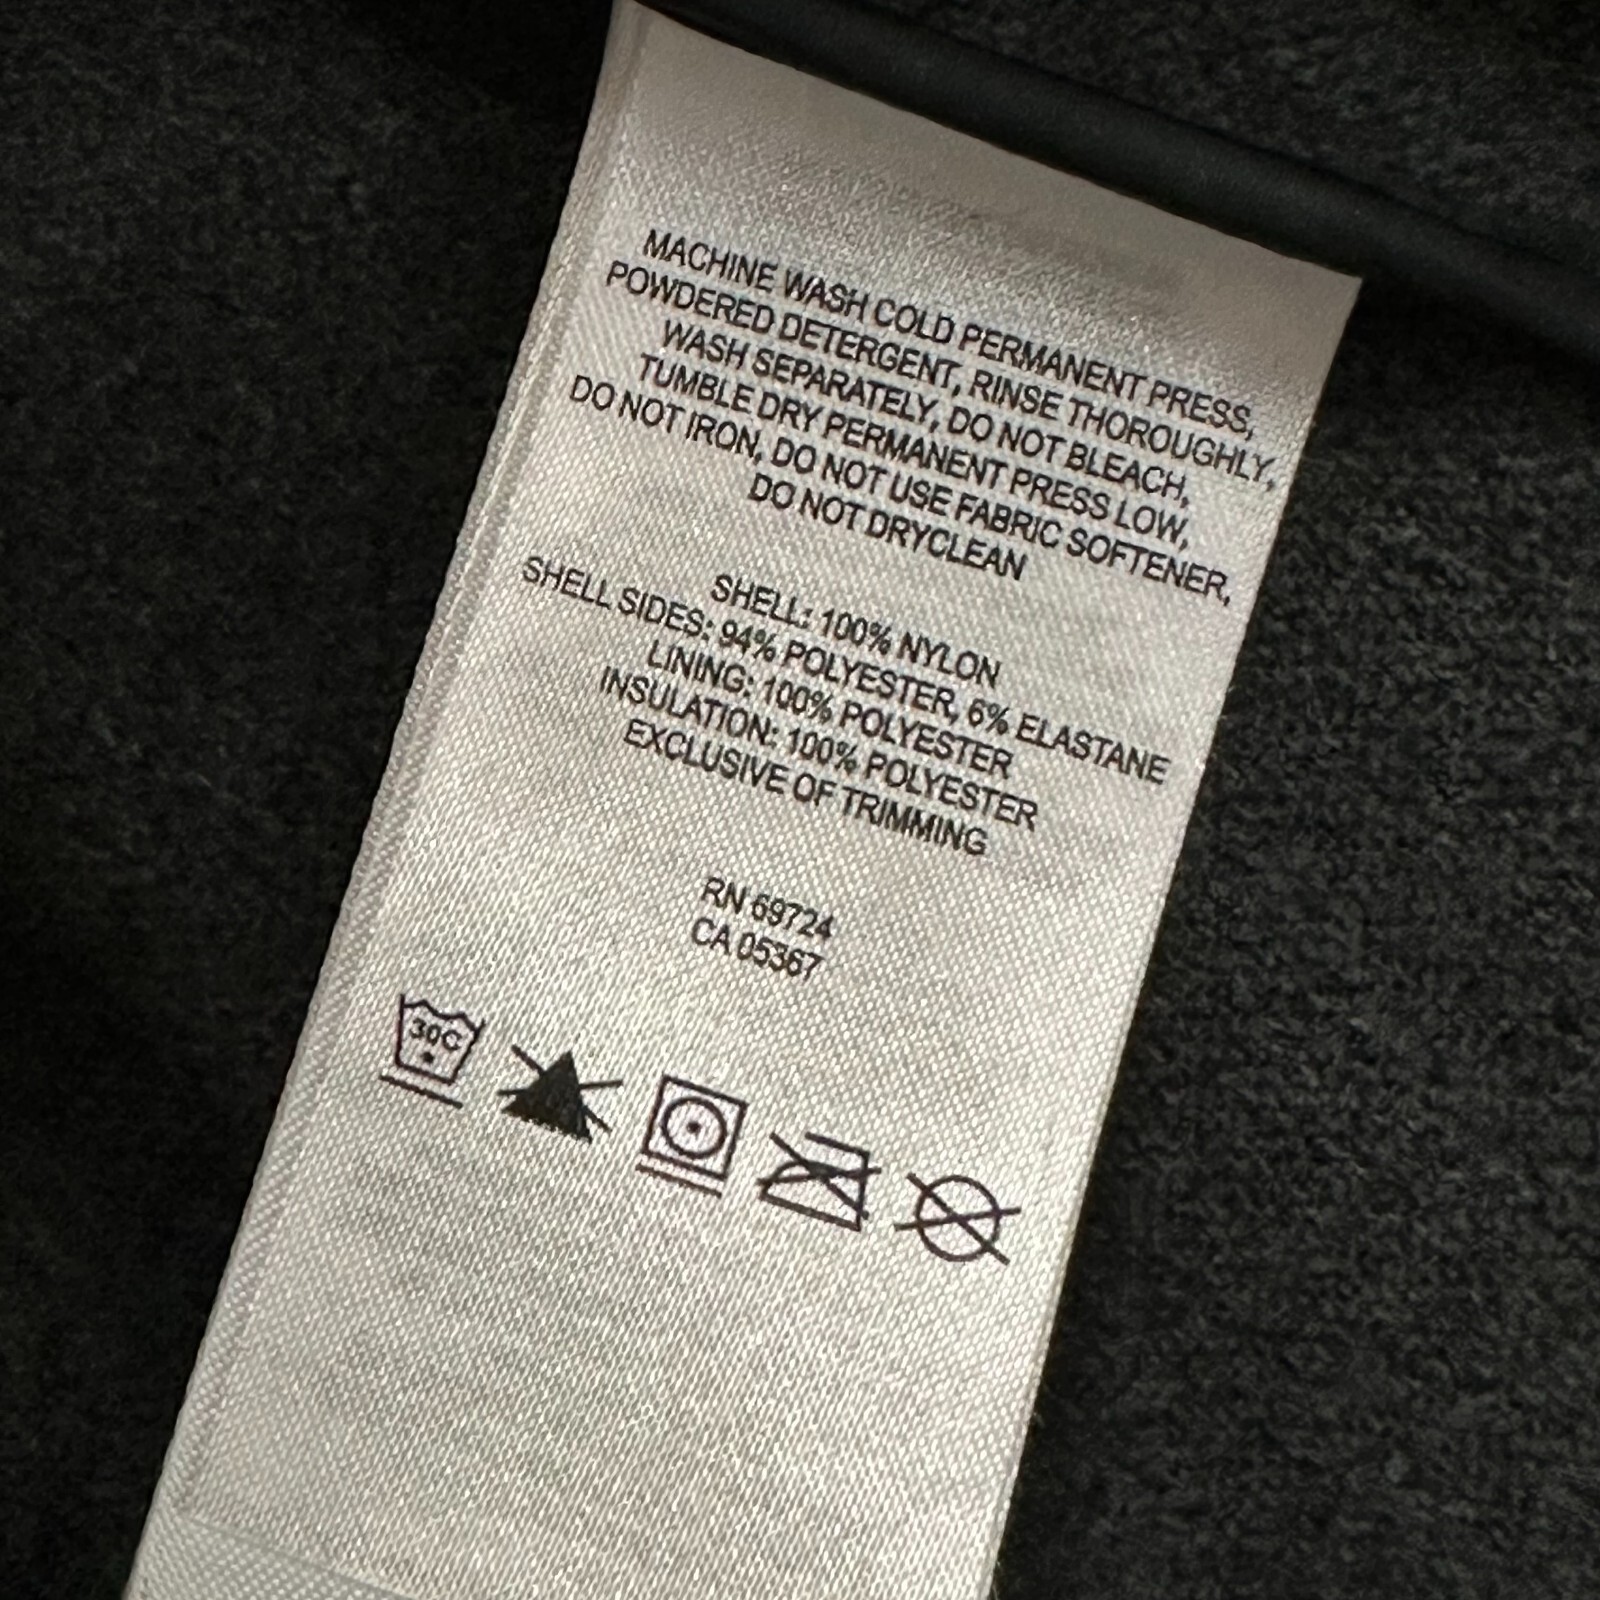 MACHINE WASH COLD PERMANENT PRESS,
POWDERED DETERGENT, RINSE THOROUGHLY,
WASH SEPARATELY, DO NOT BLEACH,
TUMBLE DRY PERMANENT PRESS LOW,
DO NOT IRON, DO NOT USE FABRIC SOFTENER,
DO NOT DRYCLEAN
SHELL: 100% NYLON
SHELL SIDES: 94% POLYESTER, 6% ELASTANE
LINING: 100% POLYESTER
INSULATION: 100% POLYESTER
EXCLUSIVE OF TRIMMING
RN 69724
CA 05367
30C